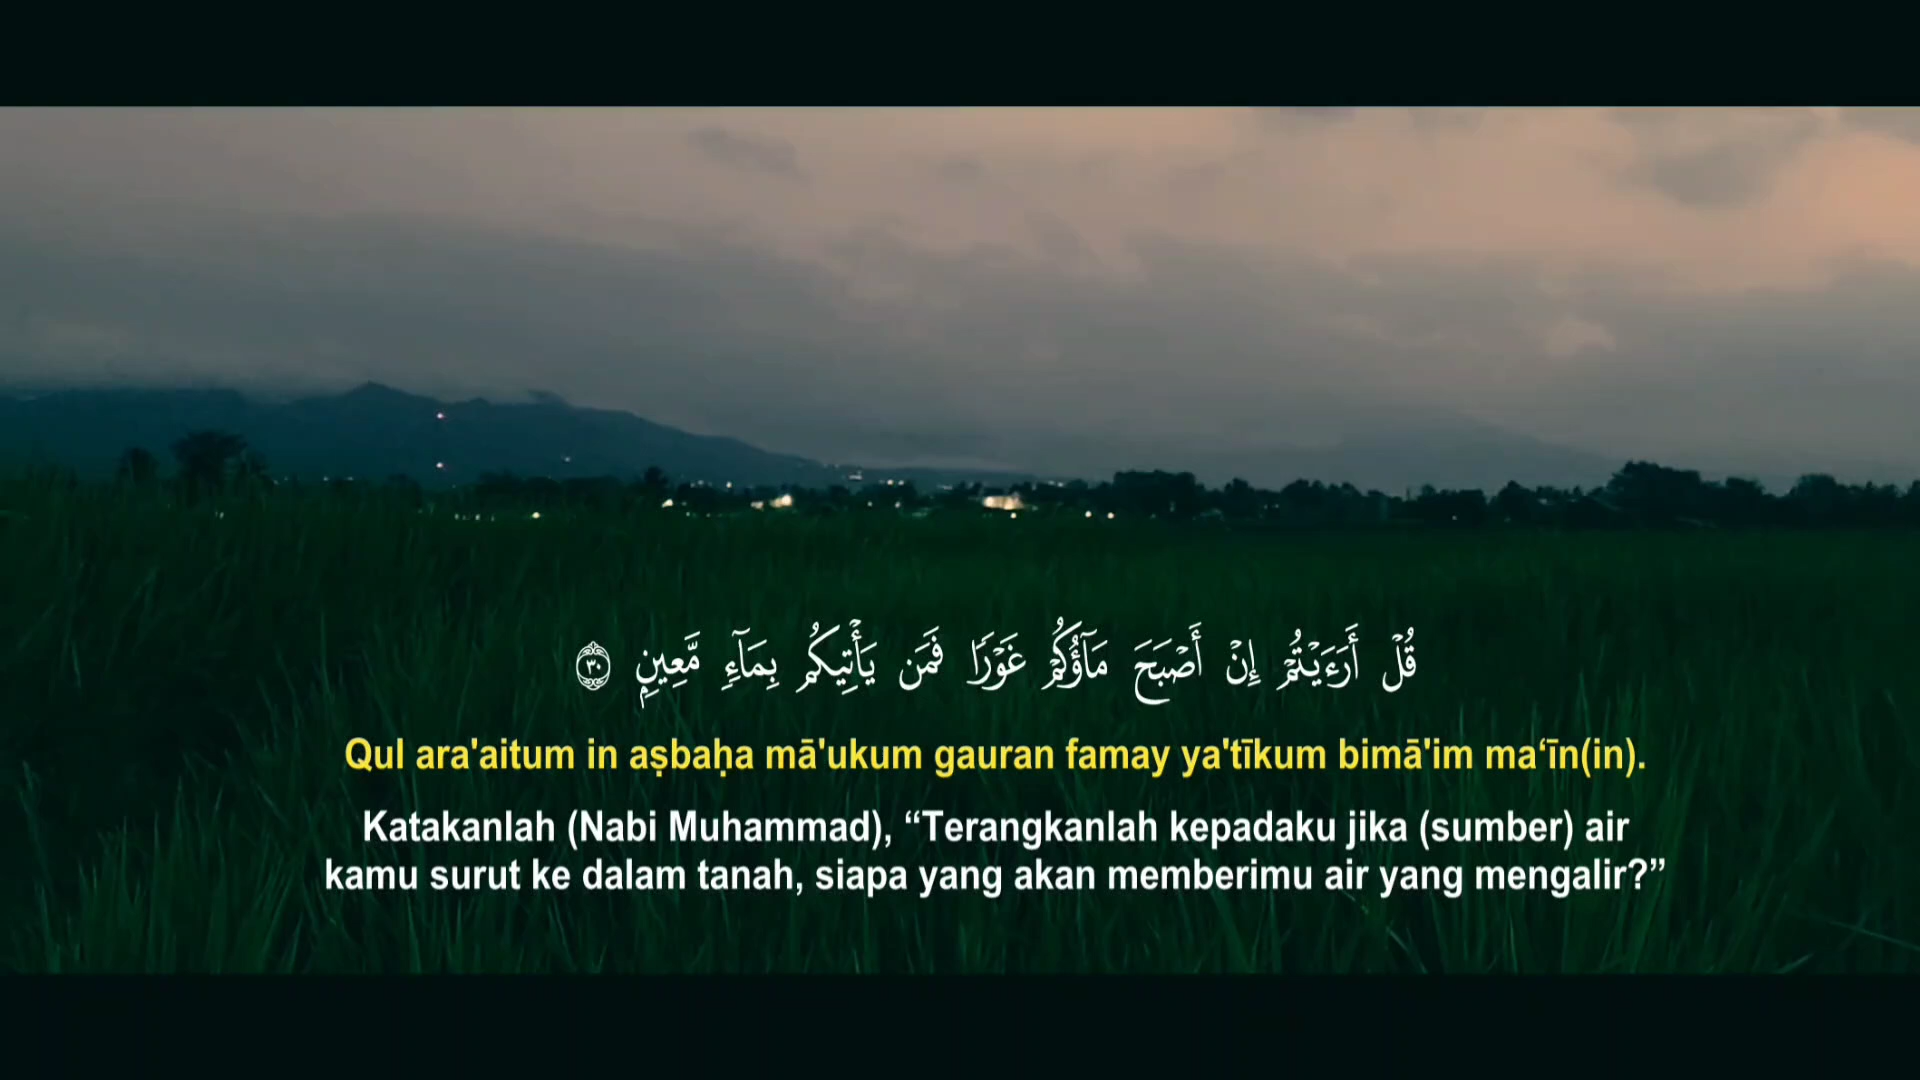 قُلْ أَرَءَيْتُمْ إِنْ أَصْبَحَ مَآؤُكُمْ غَوْرًا فَمَن يَأْتِيكُم بِمَآءٍ مَّعِينٍ ۝٣٠
Qul ara'aitum in aṣbaḥa mā'ukum gauran famay ya'tīkum bimā'im ma‘īn(in).
Katakanlah (Nabi Muhammad), “Terangkanlah kepadaku jika (sumber) air
kamu surut ke dalam tanah, siapa yang akan memberimu air yang mengalir?”